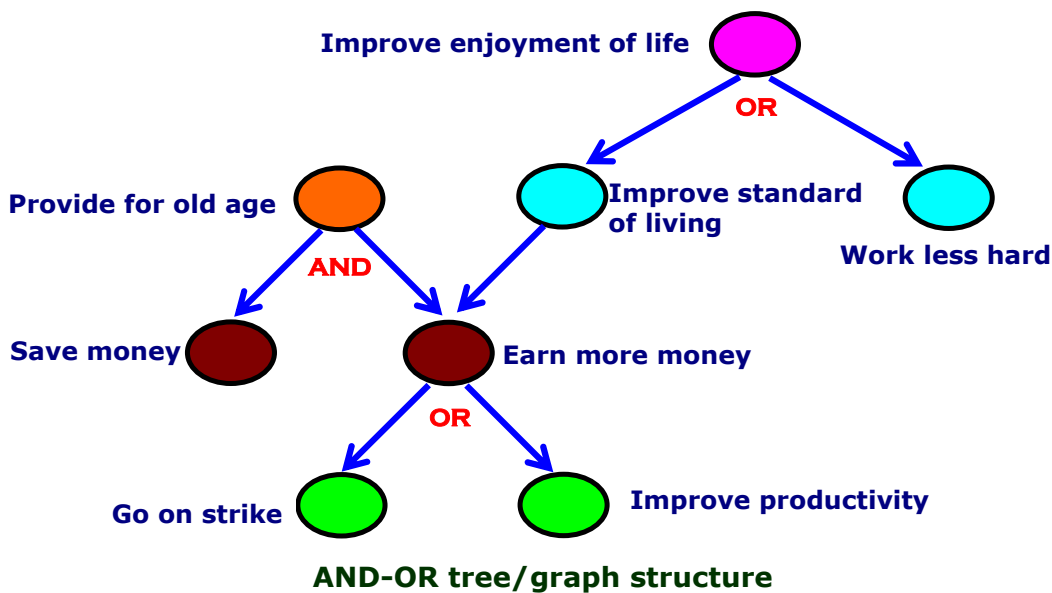 Improve enjoyment of life
OR
Provide for old age
Improve standard
of living
Work less hard
AND
Save money
Earn more money
OR
Go on strike
Improve productivity
AND-OR tree/graph structure